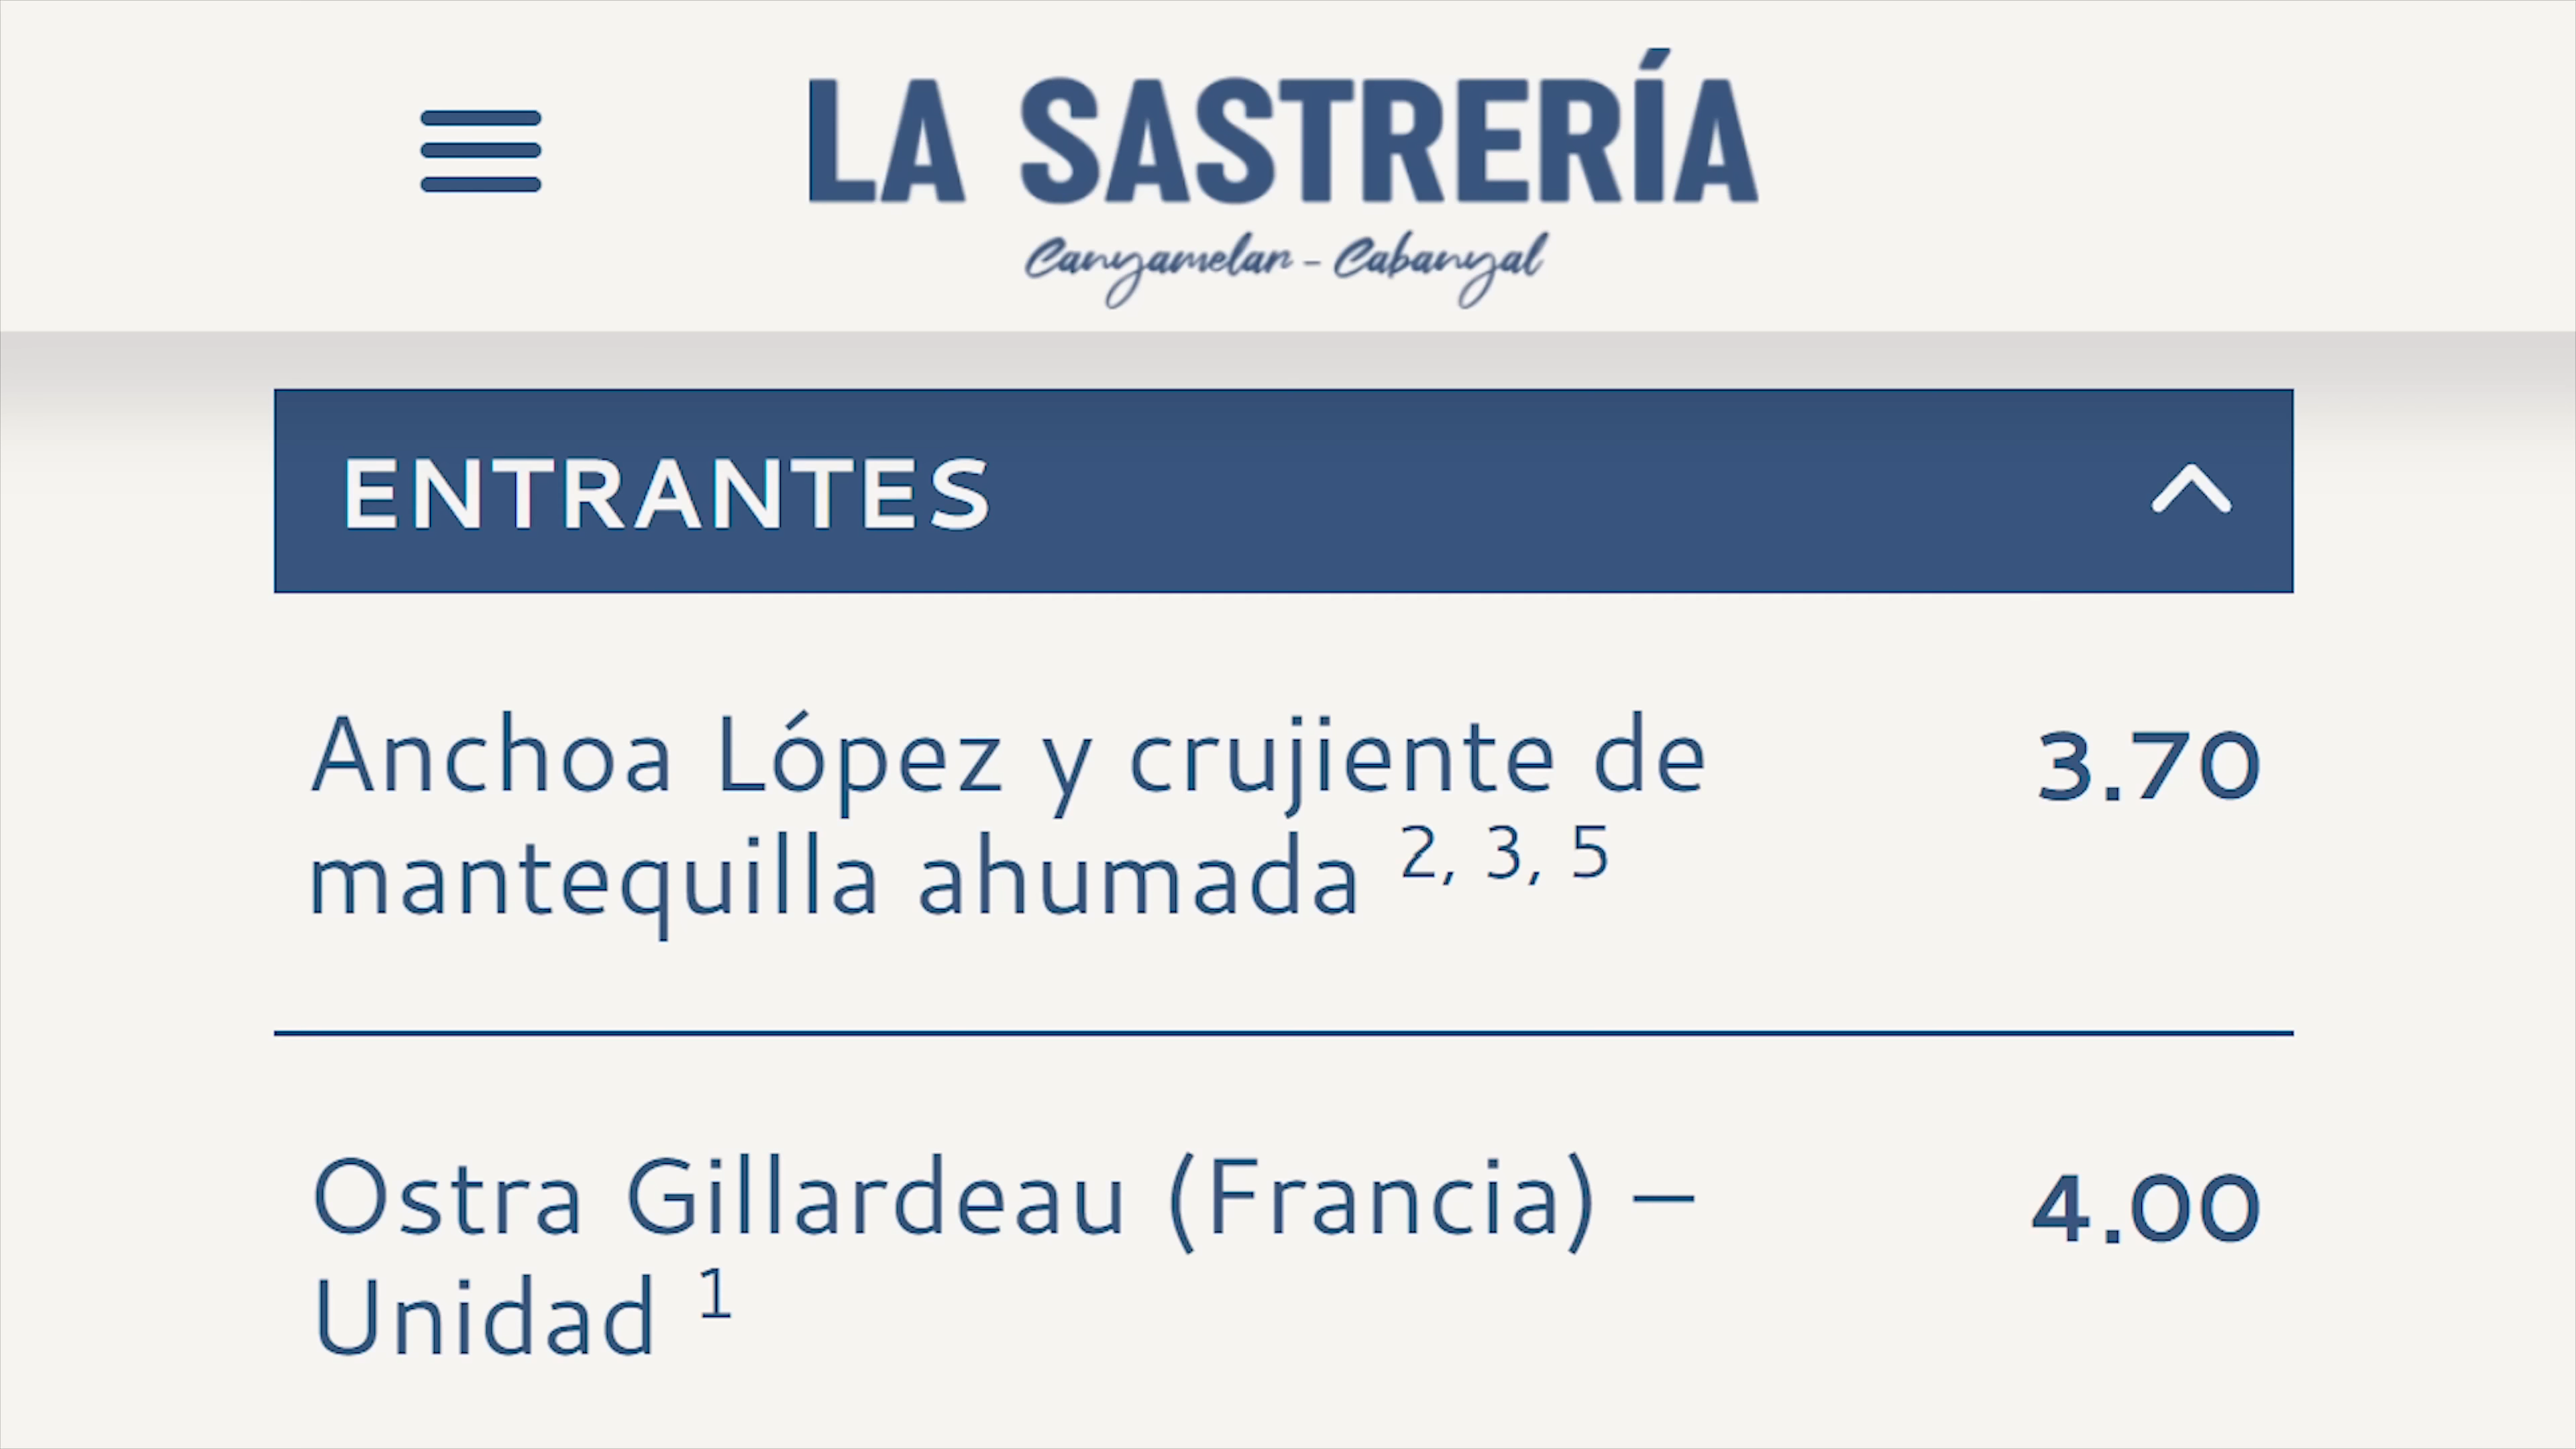 LA SASTRERÍA
Canyamelar - Cabanyal
ENTRANTES
Anchoa López y crujiente de 3.70
mantequilla ahumada 2, 3, 5
Ostra Gillardeau (Francia) – 4.00
Unidad 1